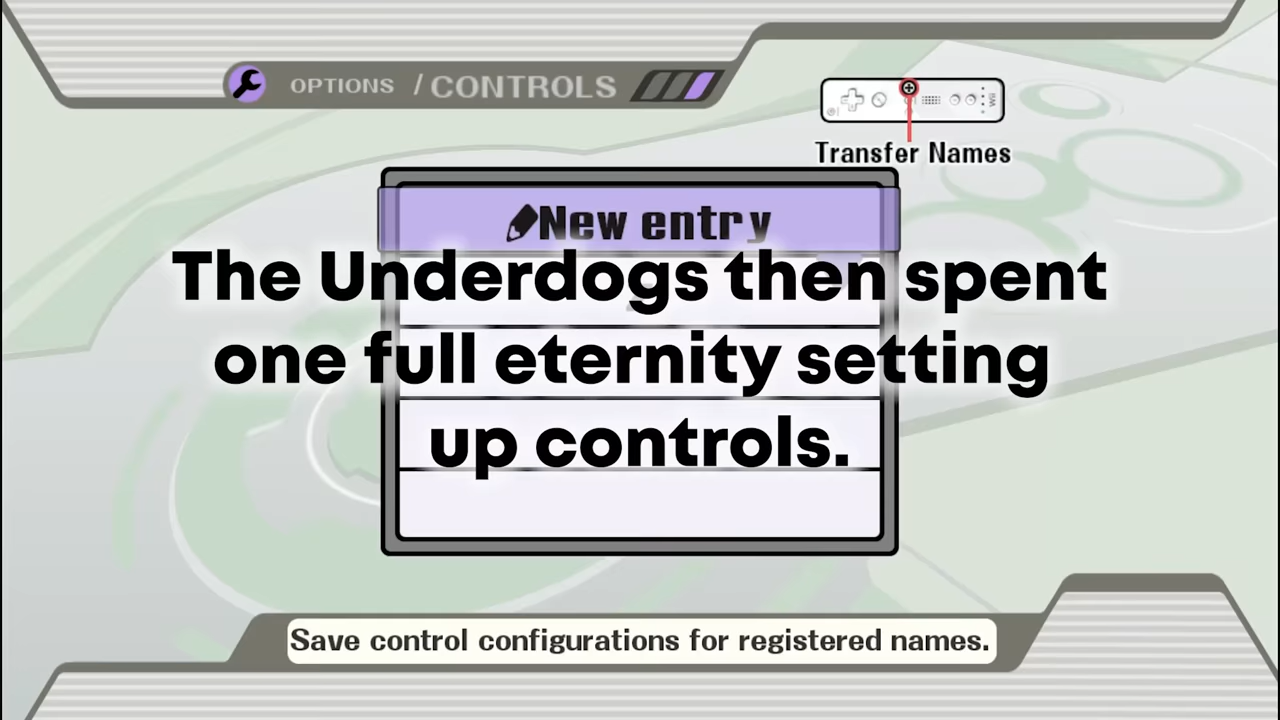 OPTIONS / CONTROLS
Transfer Names
New entry
The Underdogs then spent
one full eternity setting
up controls.
Save control configurations for registered names.